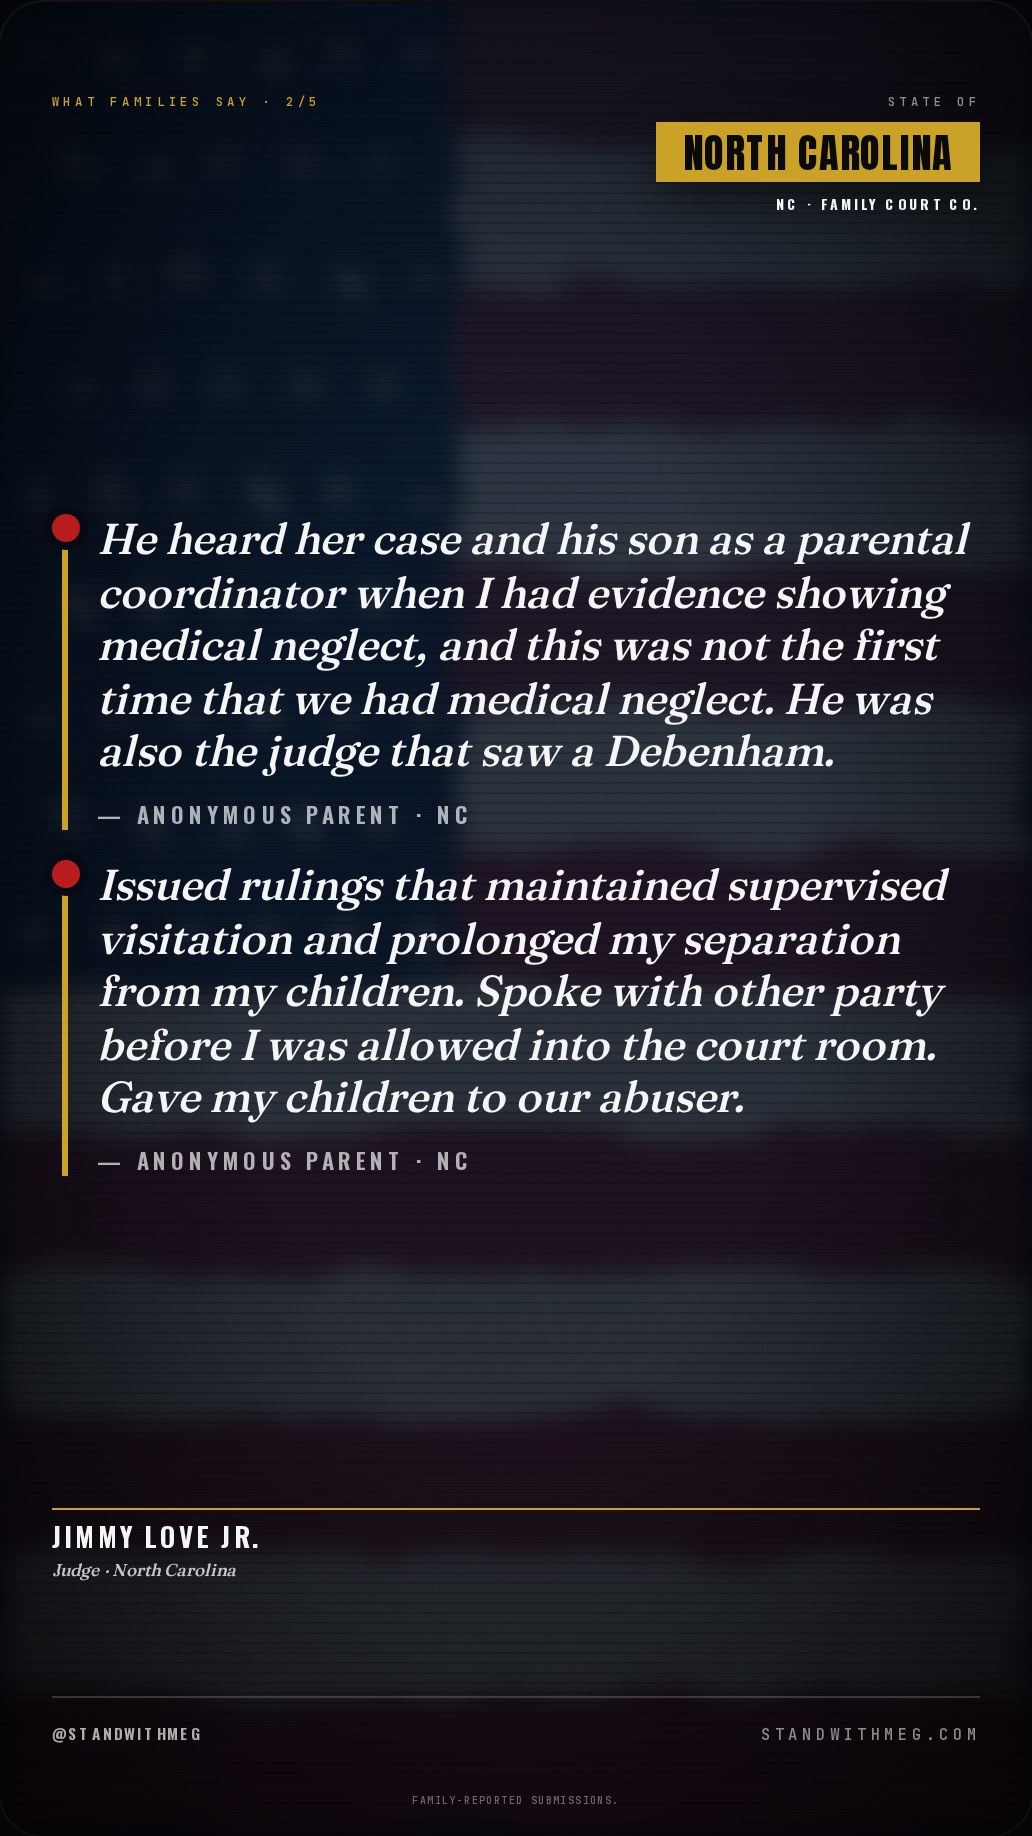 WHAT FAMILIES SAY · 2/5
STATE OF
NORTH CAROLINA
NC · FAMILY COURT CO.
He heard her case and his son as a parental
coordinator when I had evidence showing
medical neglect, and this was not the first
time that we had medical neglect. He was
also the judge that saw a Debenham.
— ANONYMOUS PARENT · NC
Issued rulings that maintained supervised
visitation and prolonged my separation
from my children. Spoke with other party
before I was allowed into the court room.
Gave my children to our abuser.
— ANONYMOUS PARENT · NC
JIMMY LOVE JR.
Judge · North Carolina
@STANDWITHMEG
STANDWITHMEG.COM
FAMILY-REPORTED SUBMISSIONS.